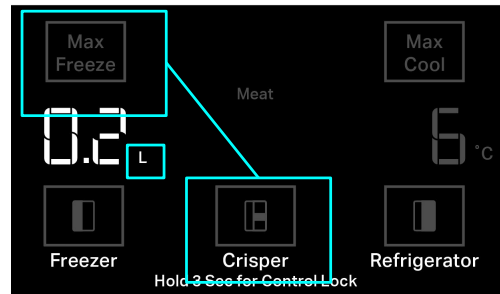 Max
Freeze
Max
Cool
Meat
0.2 L
6 °C
Freezer
Crisper
Refrigerator
Hold 3 Sec for Control Lock